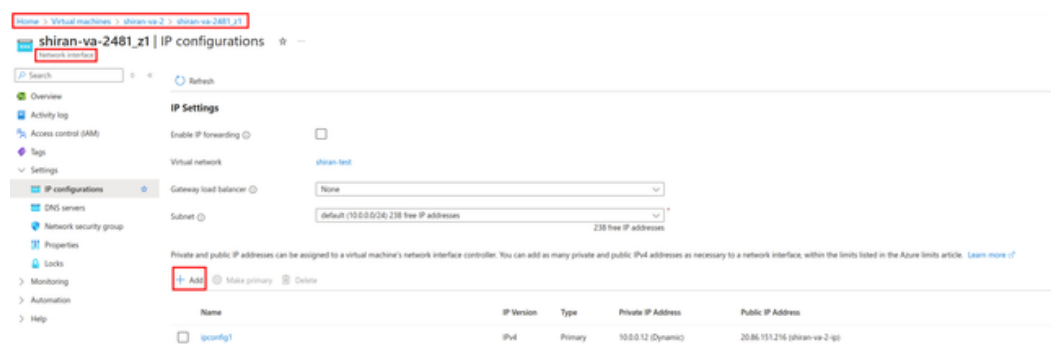 Home > Virtual machines > shiran-va-2 > shiran-va-2481_z1
shiran-va-2481_z1 | IP configurations
Network interface
Search
Refresh
Overview
Activity log
Access control (IAM)
Tags
Settings
IP configurations
DNS servers
Network security group
Properties
Locks
Monitoring
Automation
Help
IP Settings
Enable IP forwarding
Virtual network shiran-test
Gateway load balancer None
Subnet default (10.0.0.0/24) 238 free IP addresses
238 free IP addresses
Private and public IP addresses can be assigned to a virtual machine's network interface controller. You can add as many private and public IPv4 addresses as necessary to a network interface, within the limits listed in the Azure limits article. Learn more
+ Add Make primary Delete
Name IP Version Type Private IP Address Public IP Address
ipconfig1 IPv4 Primary 10.0.0.12 (Dynamic) 20.86.151.216 (shiran-va-2-ip)